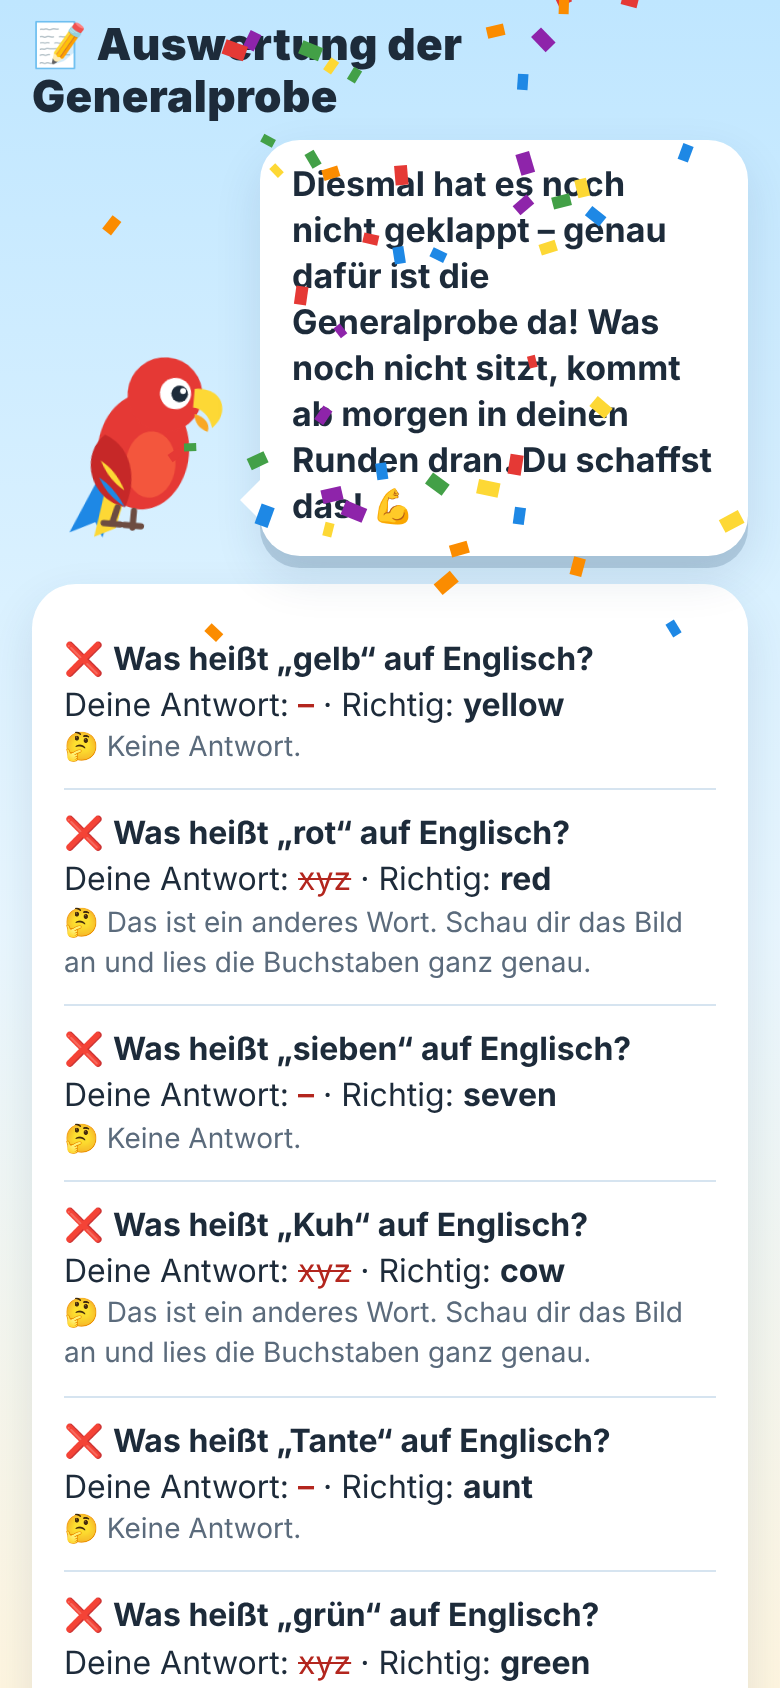 📝 Auswertung der
Generalprobe
Diesmal hat es noch
nicht geklappt – genau
dafür ist die
Generalprobe da! Was
noch nicht sitzt, kommt
ab morgen in deinen
Runden dran. Du schaffst
das! 💪
❌ Was heißt „gelb“ auf Englisch?
Deine Antwort: – · Richtig: yellow
🤔 Keine Antwort.
❌ Was heißt „rot“ auf Englisch?
Deine Antwort: xyz · Richtig: red
🤔 Das ist ein anderes Wort. Schau dir das Bild
an und lies die Buchstaben ganz genau.
❌ Was heißt „sieben“ auf Englisch?
Deine Antwort: – · Richtig: seven
🤔 Keine Antwort.
❌ Was heißt „Kuh“ auf Englisch?
Deine Antwort: xyz · Richtig: cow
🤔 Das ist ein anderes Wort. Schau dir das Bild
an und lies die Buchstaben ganz genau.
❌ Was heißt „Tante“ auf Englisch?
Deine Antwort: – · Richtig: aunt
🤔 Keine Antwort.
❌ Was heißt „grün“ auf Englisch?
Deine Antwort: xyz · Richtig: green